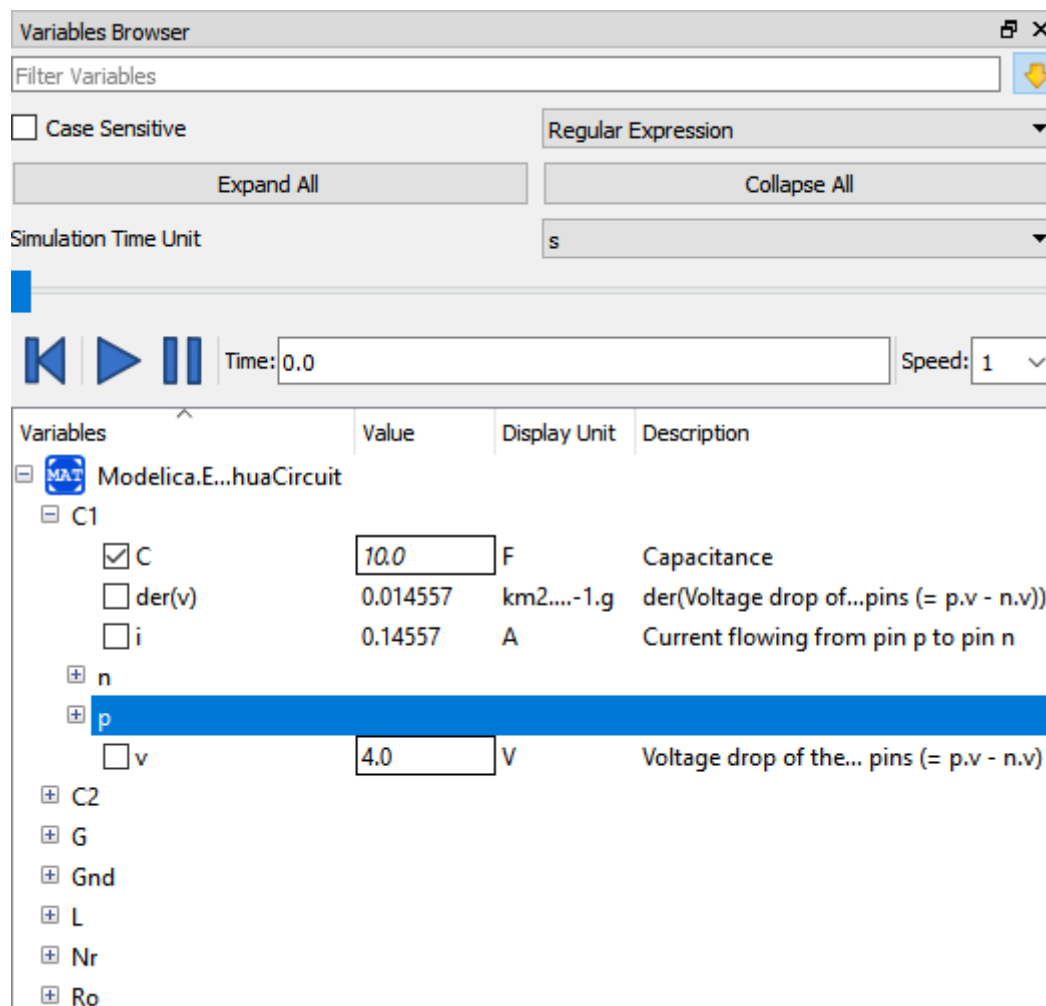 Variables Browser
Filter Variables
Case Sensitive Regular Expression
Expand All Collapse All
Simulation Time Unit s
Time: 0.0 Speed: 1
Variables Value Display Unit Description
MAT Modelica.E...huaCircuit
C1
C 10.0 F Capacitance
der(v) 0.014557 km2....-1.g der(Voltage drop of...pins (= p.v - n.v))
i 0.14557 A Current flowing from pin p to pin n
n
p
v 4.0 V Voltage drop of the... pins (= p.v - n.v)
C2
G
Gnd
L
Nr
Ro